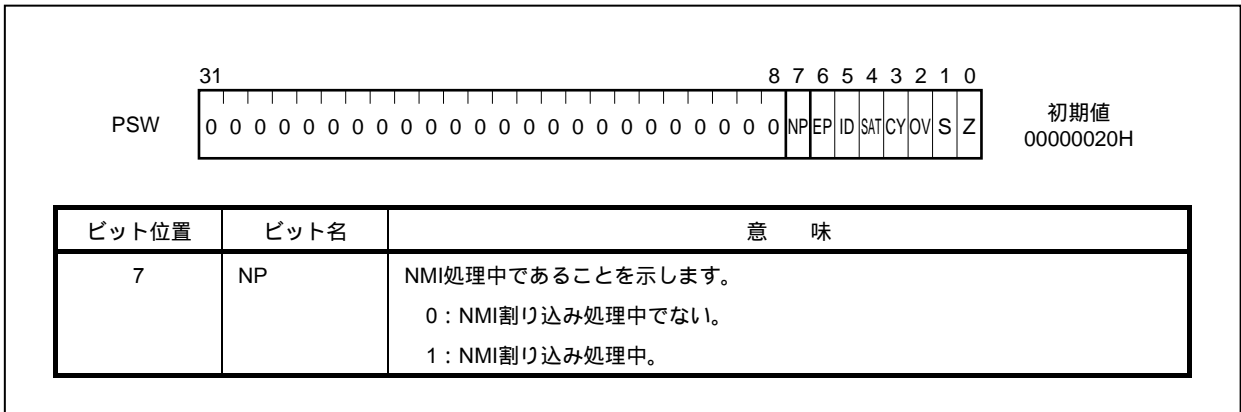 31 8 7 6 5 4 3 2 1 0
PSW 0 0 0 0 0 0 0 0 0 0 0 0 0 0 0 0 0 0 0 0 0 0 0 0 NP EP ID SAT CY OV S Z 初期値
00000020H
ビット位置 ビット名 意 味
7 NP NMI処理中であることを示します。
0：NMI割り込み処理中でない。
1：NMI割り込み処理中。